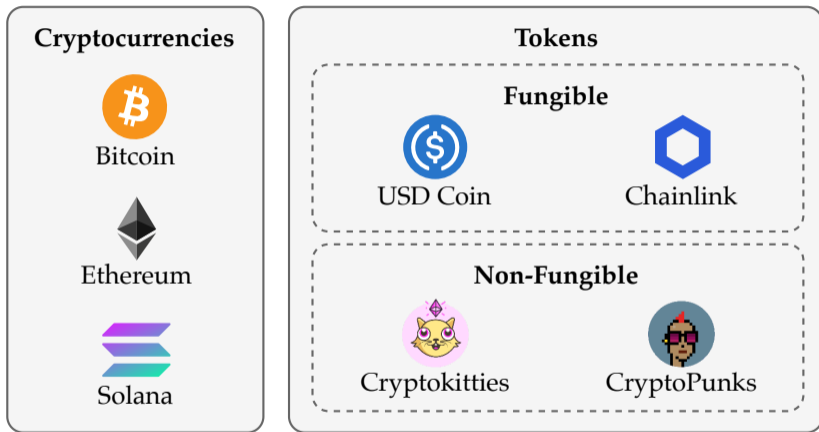 Cryptocurrencies
Bitcoin
Ethereum
Solana
Tokens
Fungible
USD Coin
Chainlink
Non-Fungible
Cryptokitties
CryptoPunks